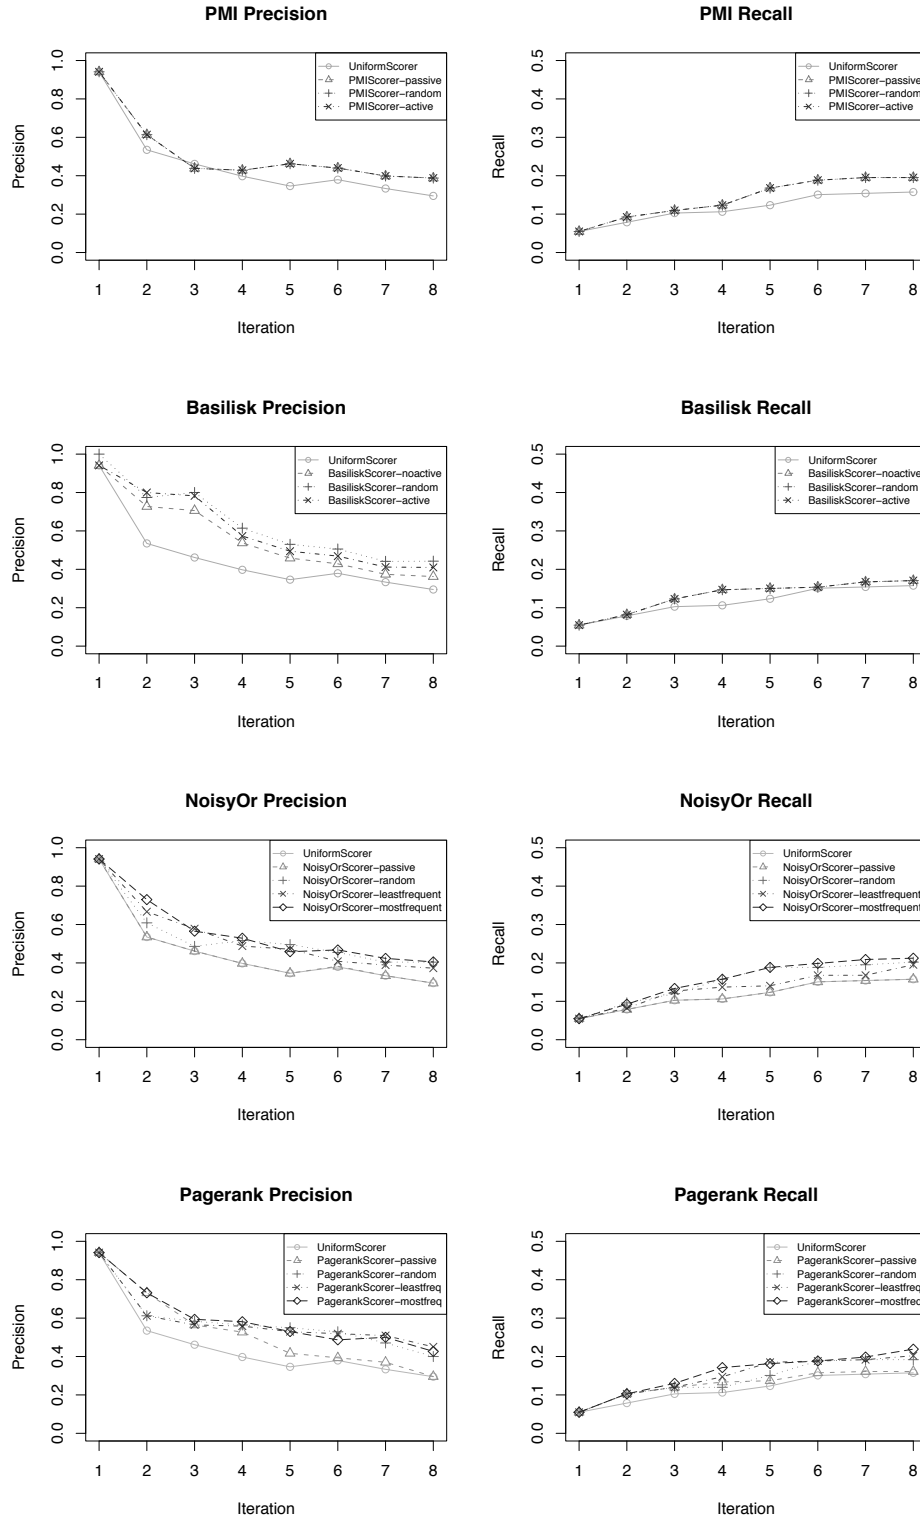 PMI Precision
Precision
0.0 0.2 0.4 0.6 0.8 1.0
UniformScorer
PMIScorer-passive
PMIScorer-random
PMIScorer-active
1 2 3 4 5 6 7 8
Iteration
PMI Recall
Recall
0.0 0.1 0.2 0.3 0.4 0.5
UniformScorer
PMIScorer-passive
PMIScorer-random
PMIScorer-active
1 2 3 4 5 6 7 8
Iteration
Basilisk Precision
Precision
0.0 0.2 0.4 0.6 0.8 1.0
UniformScorer
BasiliskScorer-noactive
BasiliskScorer-random
BasiliskScorer-active
1 2 3 4 5 6 7 8
Iteration
Basilisk Recall
Recall
0.0 0.1 0.2 0.3 0.4 0.5
UniformScorer
BasiliskScorer-noactive
BasiliskScorer-random
BasiliskScorer-active
1 2 3 4 5 6 7 8
Iteration
NoisyOr Precision
Precision
0.0 0.2 0.4 0.6 0.8 1.0
UniformScorer
NoisyOrScorer-passive
NoisyOrScorer-random
NoisyOrScorer-leastfrequent
NoisyOrScorer-mostfrequent
1 2 3 4 5 6 7 8
Iteration
NoisyOr Recall
Recall
0.0 0.1 0.2 0.3 0.4 0.5
UniformScorer
NoisyOrScorer-passive
NoisyOrScorer-random
NoisyOrScorer-leastfrequent
NoisyOrScorer-mostfrequent
1 2 3 4 5 6 7 8
Iteration
Pagerank Precision
Precision
0.0 0.2 0.4 0.6 0.8 1.0
UniformScorer
PagerankScorer-passive
PagerankScorer-random
PagerankScorer-leastfreq
PagerankScorer-mostfreq
1 2 3 4 5 6 7 8
Iteration
Pagerank Recall
Recall
0.0 0.1 0.2 0.3 0.4 0.5
UniformScorer
PagerankScorer-passive
PagerankScorer-random
PagerankScorer-leastfreq
PagerankScorer-mostfreq
1 2 3 4 5 6 7 8
Iteration